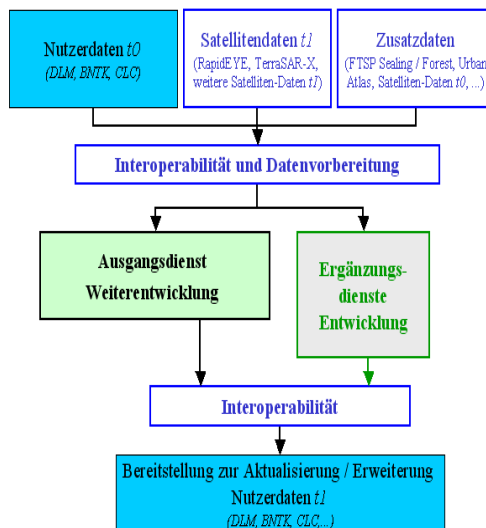 Nutzerdaten t0
(DLM, BNTK, CLC)
Satellitendaten t1
(RapidEYE, TerraSAR-X,
weitere Satelliten-Daten t1)
Zusatzdaten
(FTSP Sealing / Forest, Urban
Atlas, Satelliten-Daten t0, ...)
Interoperabilität und Datenvorbereitung
Ausgangsdienst
Weiterentwicklung
Ergänzungs-
dienste
Entwicklung
Interoperabilität
Bereitstellung zur Aktualisierung / Erweiterung
Nutzerdaten t1
(DLM, BNTK, CLC,...)